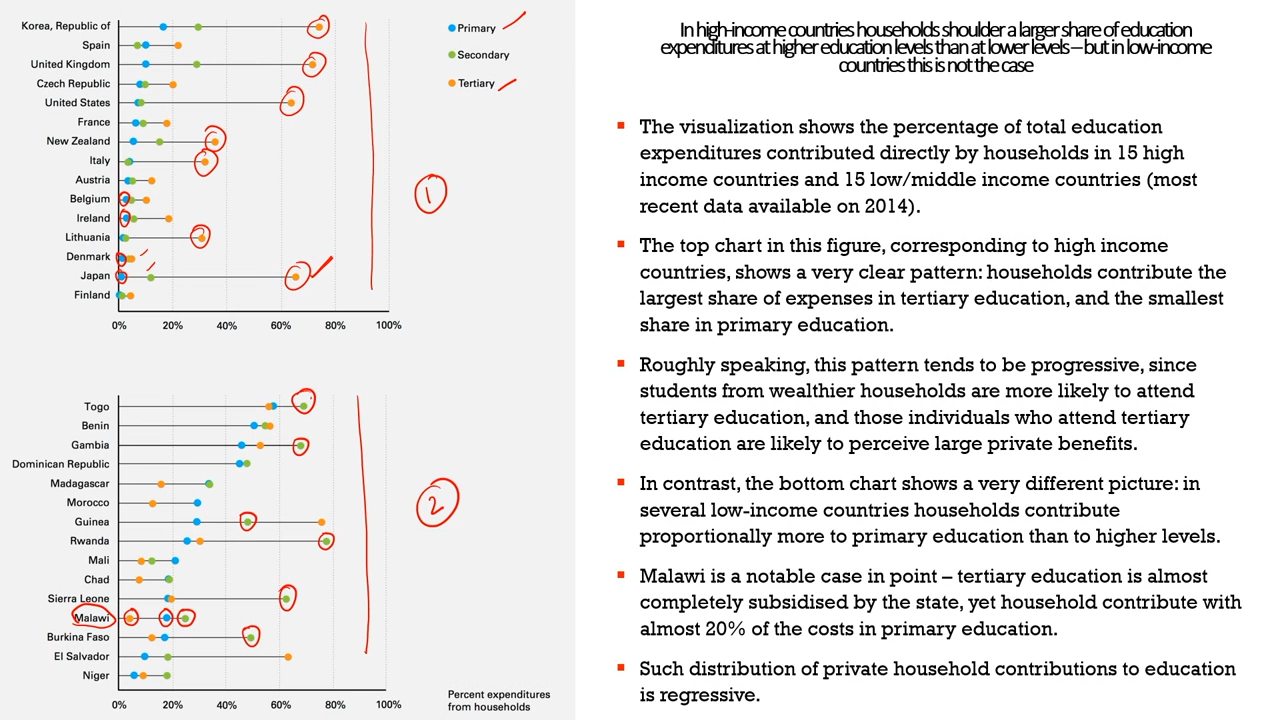 Korea, Republic of
Spain
United Kingdom
Czech Republic
United States
France
New Zealand
Italy
Austria
Belgium
Ireland
Lithuania
Denmark
Japan
Finland
0% 20% 40% 60% 80% 100%
Primary
Secondary
Tertiary
1
Togo
Benin
Gambia
Dominican Republic
Madagascar
Morocco
Guinea
Rwanda
Mali
Chad
Sierra Leone
Malawi
Burkina Faso
El Salvador
Niger
0% 20% 40% 60% 80% 100%
2
Percent expenditures
from households
In high-income countries households shoulder a larger share of education
expenditures at higher education levels than at lower levels – but in low-income
countries this is not the case
▪ The visualization shows the percentage of total education
expenditures contributed directly by households in 15 high
income countries and 15 low/middle income countries (most
recent data available on 2014).
▪ The top chart in this figure, corresponding to high income
countries, shows a very clear pattern: households contribute the
largest share of expenses in tertiary education, and the smallest
share in primary education.
▪ Roughly speaking, this pattern tends to be progressive, since
students from wealthier households are more likely to attend
tertiary education, and those individuals who attend tertiary
education are likely to perceive large private benefits.
▪ In contrast, the bottom chart shows a very different picture: in
several low-income countries households contribute
proportionally more to primary education than to higher levels.
▪ Malawi is a notable case in point – tertiary education is almost
completely subsidised by the state, yet household contribute with
almost 20% of the costs in primary education.
▪ Such distribution of private household contributions to education
is regressive.